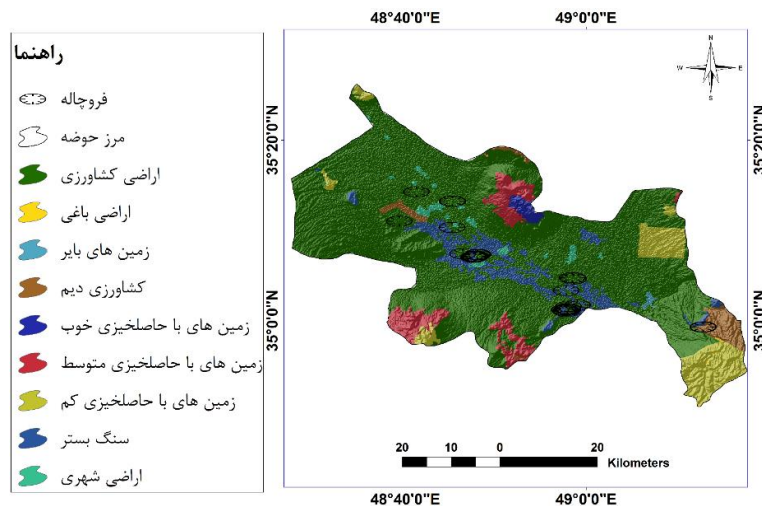 راهنما
فروچاله
مرز حوضه
اراضی کشاورزی
اراضی باغی
زمین های بایر
کشاورزی دیم
زمین های با حاصلخیزی خوب
زمین های با حاصلخیزی متوسط
زمین های با حاصلخیزی کم
سنگ بستر
اراضی شهری
48°40'0"E 49°0'0"E
N
W E
S
35°20'0"N 35°20'0"N
35°0'0"N 35°0'0"N
20 10 0 20
Kilometers
48°40'0"E 49°0'0"E